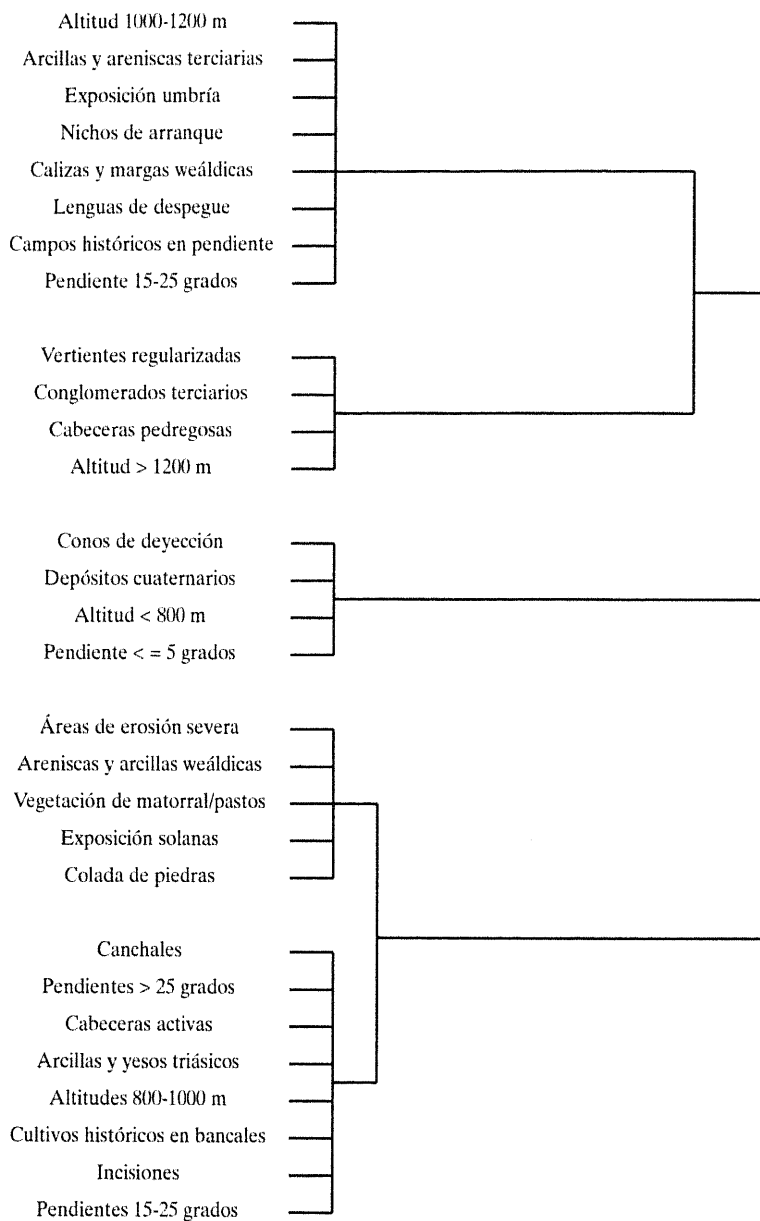 Altitud 1000-1200 m
Arcillas y areniscas terciarias
Exposición umbría
Nichos de arranque
Calizas y margas weáldicas
Lenguas de despegue
Campos históricos en pendiente
Pendiente 15-25 grados
Vertientes regularizadas
Conglomerados terciarios
Cabeceras pedregosas
Altitud > 1200 m
Conos de deyección
Depósitos cuaternarios
Altitud < 800 m
Pendiente < = 5 grados
Áreas de erosión severa
Areniscas y arcillas weáldicas
Vegetación de matorral/pastos
Exposición solanas
Colada de piedras
Canchales
Pendientes > 25 grados
Cabeceras activas
Arcillas y yesos triásicos
Altitudes 800-1000 m
Cultivos históricos en bancales
Incisiones
Pendientes 15-25 grados